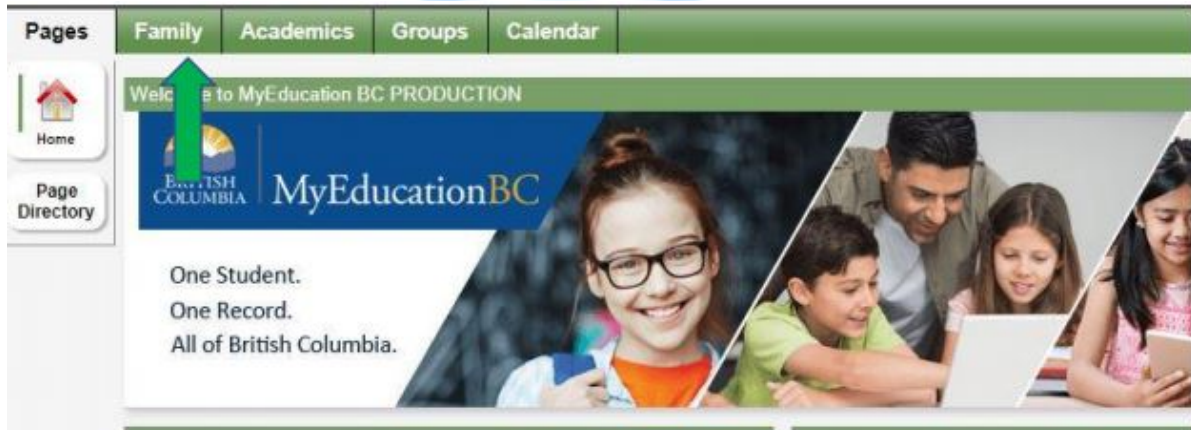 Pages Family Academics Groups Calendar
Home
Page
Directory
to MyEducation BC PRODUCTION
COLUMBIA MyEducationBC
One Student.
One Record.
All of British Columbia.